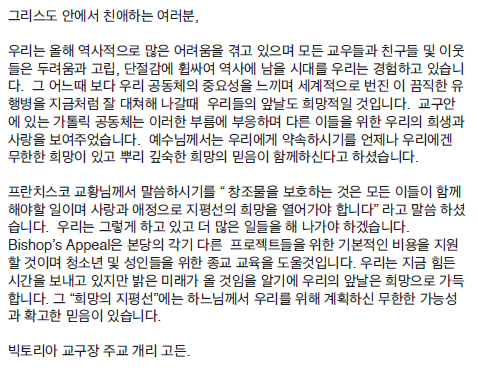 그리스도 안에서 친애하는 여러분,
우리는 올해 역사적으로 많은 어려움을 겪고 있으며 모든 교우들과 친구들 및 이웃
들은 두려움과 고립, 단절감에 휩싸여 역사에 남을 시대를 우리는 경험하고 있습니
다.  그 어느때 보다 우리 공동체의 중요성을 느끼며 세계적으로 번진 이 끔직한 유
행병을 지금처럼 잘 대처해 나갈때  우리들의 앞날도 희망적일 것입니다.  교구안
에 있는 가톨릭 공동체는 이러한 부름에 부응하며 다른 이들을 위한 우리의 희생과
사랑을 보여주었습니다.  예수님께서는 우리에게 약속하시기를 언제나 우리에겐
무한한 희망이 있고 뿌리 깊숙한 희망의 믿음이 함께하신다고 하셨습니다.
프란치스코 교황님께서 말씀하시기를 “ 창조물을 보호하는 것은 모든 이들이 함께
해야할 일이며 사랑과 애정으로 지평선의 희망을 열어가야 합니다” 라고 말씀 하셨
습니다.  우리는 그렇게 하고 있고 더 많은 일들을 해 나가야 하겠습니다.
Bishop’s Appeal은 본당의 각기 다른  프로젝트들을 위한 기본적인 비용을 지원
할 것이며 청소년 및 성인들을 위한 종교 교육을 도울것입니다. 우리는 지금 힘든
시간을 보내고 있지만 밝은 미래가 올 것임을 알기에 우리의 앞날은 희망으로 가득
합니다. 그 “희망의 지평선”에는 하느님께서 우리를 위해 계획하신 무한한 가능성
과 확고한 믿음이 있습니다.
빅토리아 교구장 주교 개리 고든.